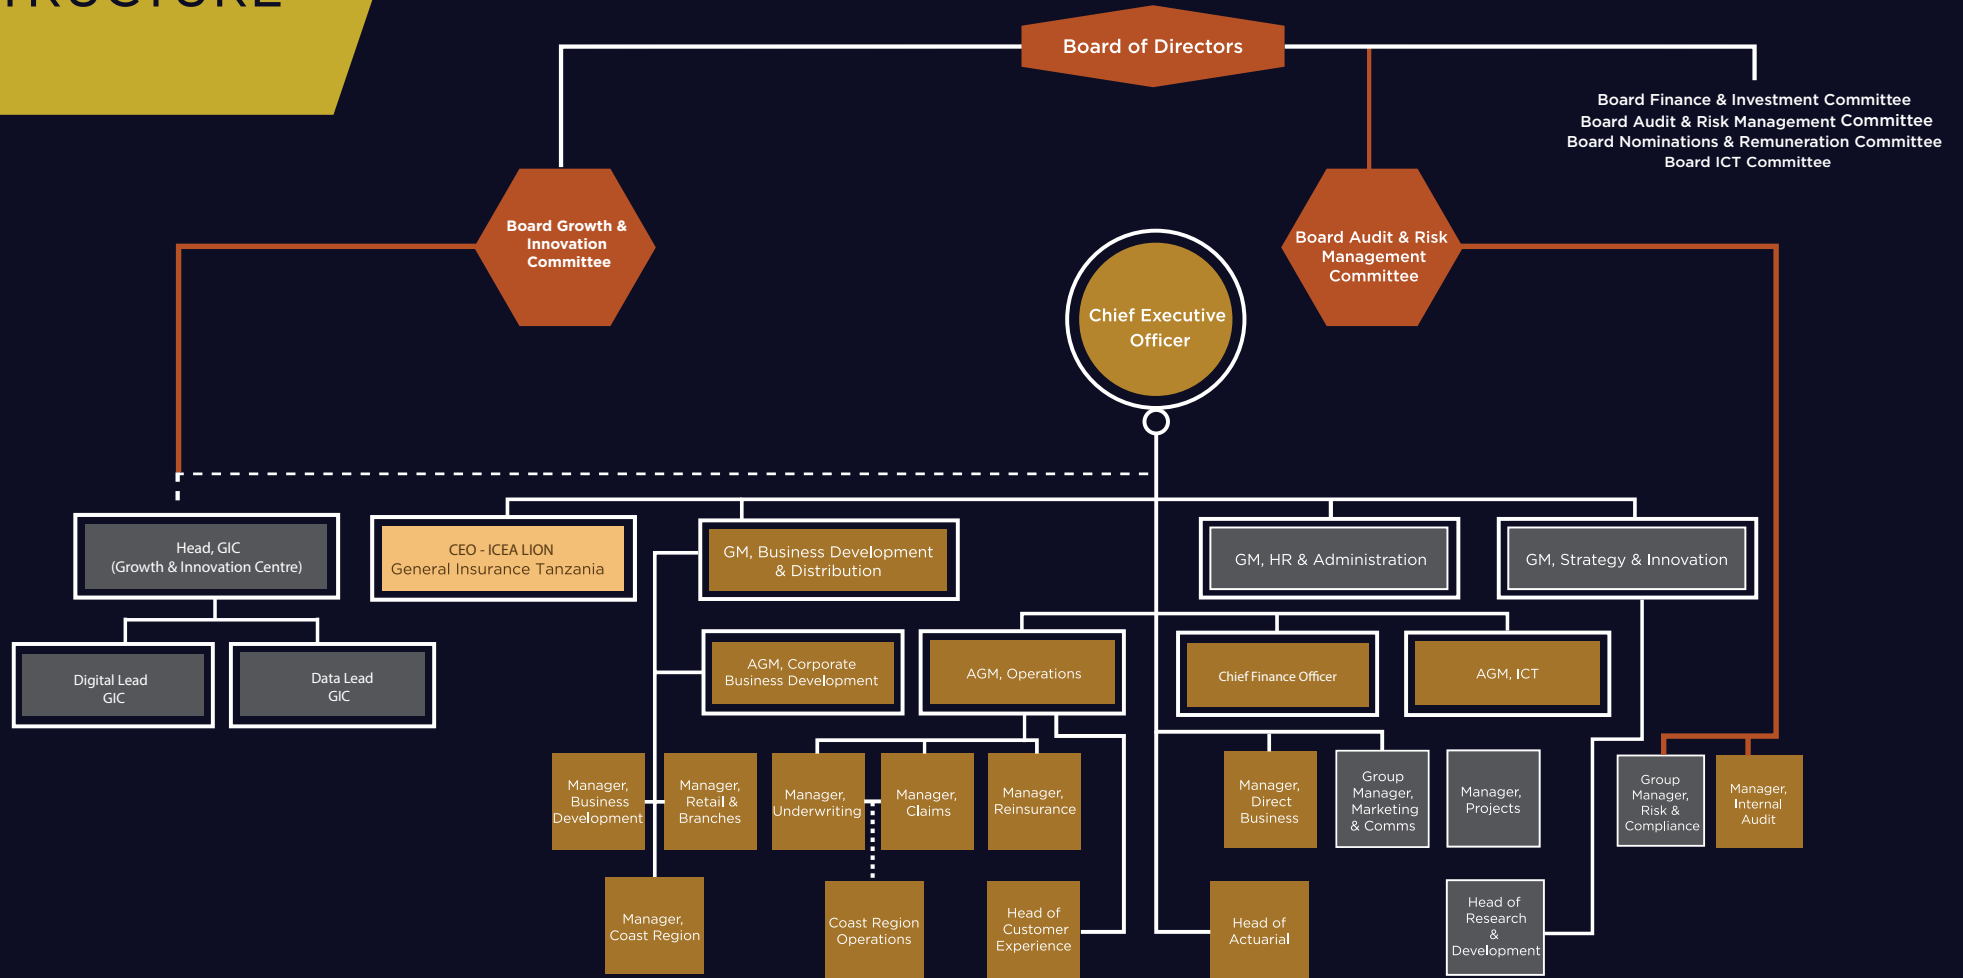 Board of Directors
Board Finance & Investment Committee
Board Audit & Risk Management Committee
Board Nominations & Remuneration Committee
Board ICT Committee
Board Growth &
Innovation
Committee
Board Audit & Risk
Management
Committee
Chief Executive
Officer
Head, GIC
(Growth & Innovation Centre)
CEO - ICEA LION
General Insurance Tanzania
GM, Business Development
& Distribution
GM, HR & Administration
GM, Strategy & Innovation
Digital Lead
GIC
Data Lead
GIC
AGM, Corporate
Business Development
AGM, Operations
Chief Finance Officer
AGM, ICT
Manager,
Business
Development
Manager,
Retail &
Branches
Manager,
Underwriting
Manager,
Claims
Manager,
Reinsurance
Manager,
Direct
Business
Group
Manager,
Marketing
& Comms
Manager,
Projects
Group
Manager,
Risk &
Compliance
Manager,
Internal
Audit
Manager,
Coast Region
Coast Region
Operations
Head of
Customer
Experience
Head of
Actuarial
Head of
Research
&
Development